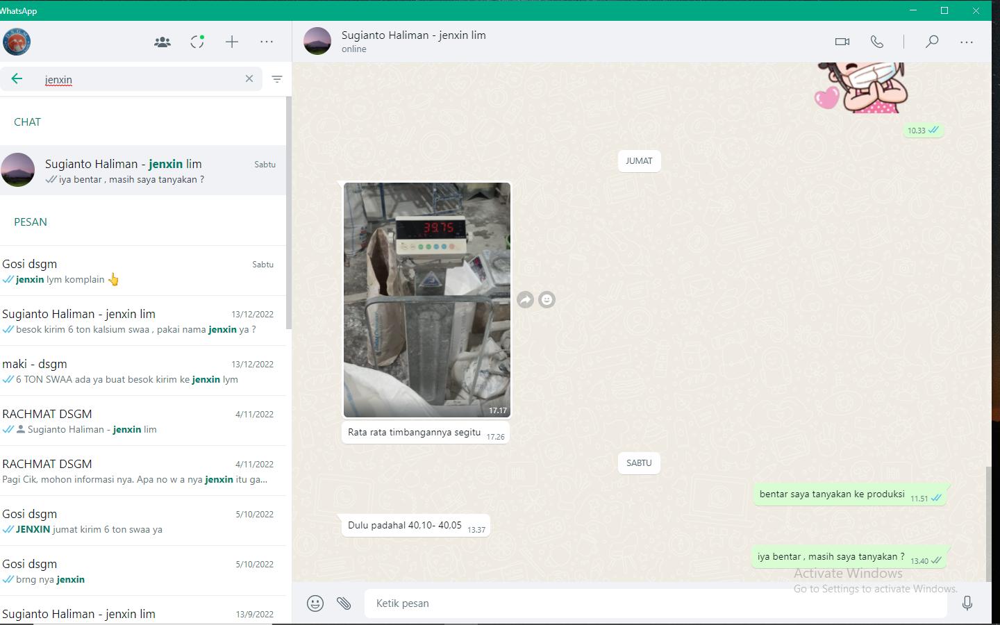 WhatsApp
jenxin
CHAT
Sugianto Haliman - jenxin lim
Sabtu
iya bentar , masih saya tanyakan ?
PESAN
Gosi dsgm
Sabtu
jenxin lym komplain 👆
Sugianto Haliman - jenxin lim
13/12/2022
besok kirim 6 ton kalsium swaa , pakai nama jenxin ya ?
maki - dsgm
13/12/2022
6 TON SWAA ada ya buat besok kirim ke jenxin lym
RACHMAT DSGM
4/11/2022
Sugianto Haliman - jenxin lim
RACHMAT DSGM
4/11/2022
Pagi Cik, mohon informasi nya. Apa no w a nya jenxin itu ga...
Gosi dsgm
5/10/2022
JENXIN jumat kirim 6 ton swaa ya
Gosi dsgm
5/10/2022
brng nya jenxin
Sugianto Haliman - jenxin lim
13/9/2022
Sugianto Haliman - jenxin lim
online
10.33
JUMAT
39.75
17.17
Rata rata timbangannya segitu 17.26
SABTU
bentar saya tanyakan ke produksi 11.51
Dulu padahal 40,10- 40,05 13.37
iya bentar , masih saya tanyakan ? 13.40
Activate Windows
Go to Settings to activate Windows.
Ketik pesan